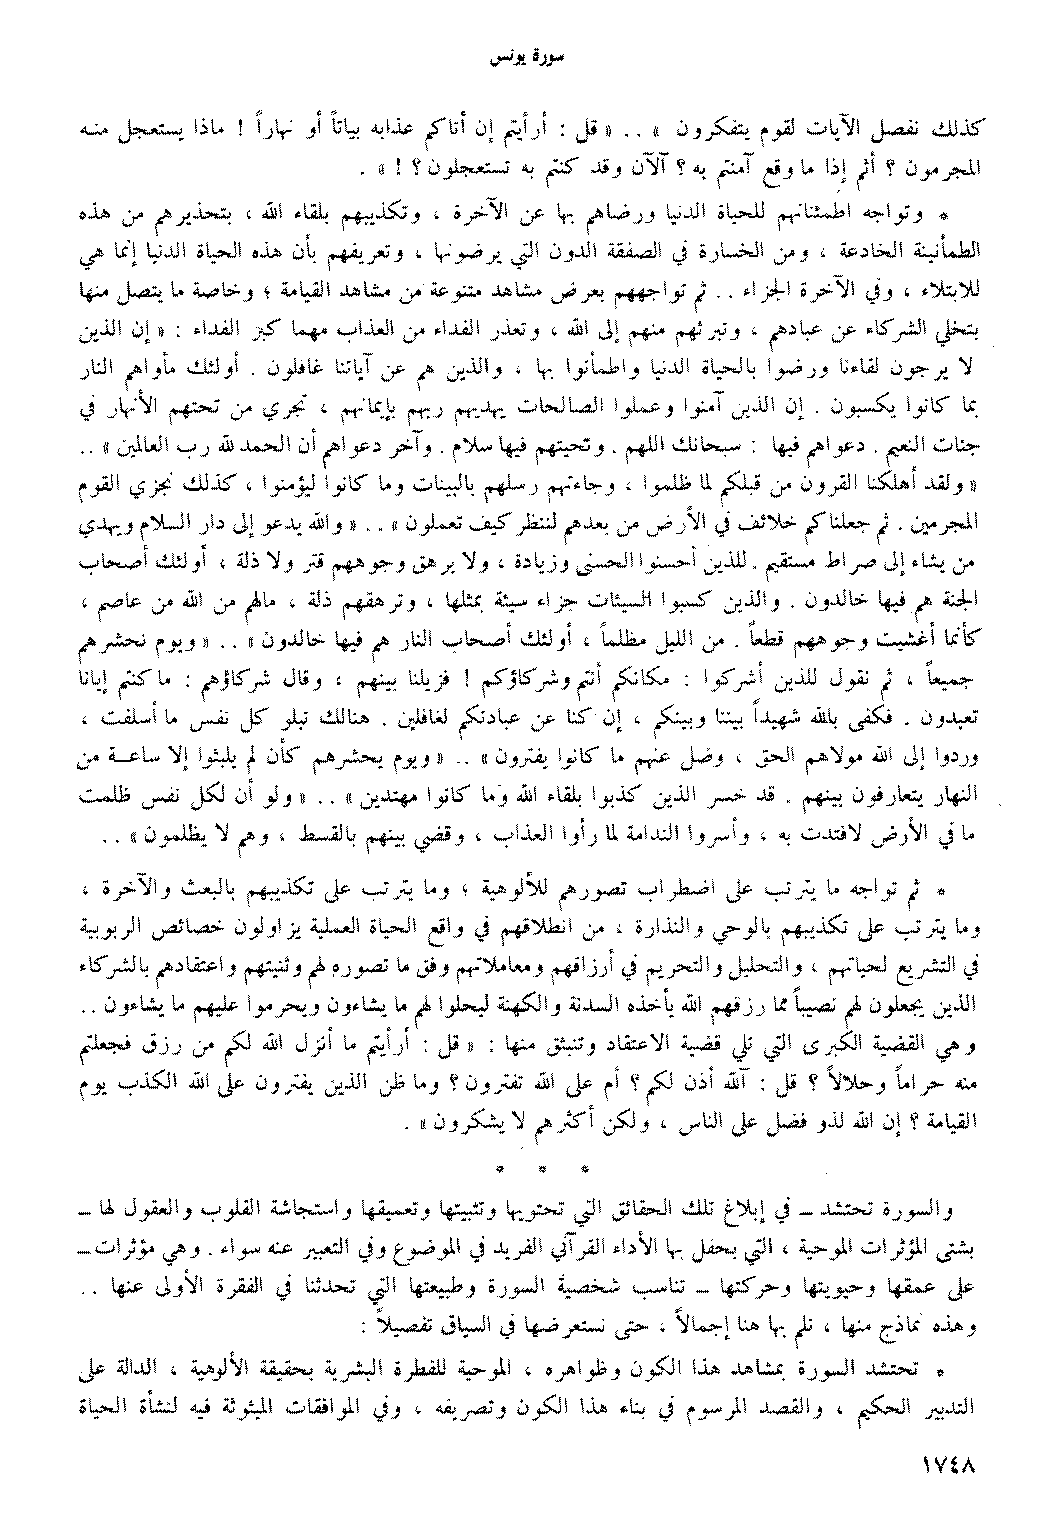 سورة يونس
كذلك نفصل الآيات لقوم يتفكرون » .. « قل : أرأيتم إن أتاكم عذابه بياتاً أو نهاراً ! ماذا يستعجل منه
المجرمون ؟ أثم إذا ما وقع آمنتم به ؟ آلآن وقد كنتم به تستعجلون ؟ ! » .
* وتواجه اطمئنانهم للحياة الدنيا ورضاهم بها عن الآخرة ، وتكذيبهم بلقاء الله ، بتحذيرهم من هذه
الطمأنينة الخادعة ، ومن الخسارة في الصفقة الدون التي يرضونها ، وتعريفهم بأن هذه الحياة الدنيا إنما هي
للابتلاء ، وفي الآخرة الجزاء .. ثم تواجههم بعرض مشاهد متنوعة من مشاهد القيامة ؛ وخاصة ما يتصل منها
بتخلي الشركاء عن عبادهم ، وتبرئهم منهم إلى الله ، وتعذر الفداء من العذاب مهما كبر الفداء : « إن الذين
لا يرجون لقاءنا ورضوا بالحياة الدنيا واطمأنوا بها ، والذين هم عن آياتنا غافلون . أولئك مأواهم النار
بما كانوا يكسبون . إن الذين آمنوا وعملوا الصالحات يهديهم ربهم بإيمانهم ، تجري من تحتهم الأنهار في
جنات النعيم . دعواهم فيها : سبحانك اللهم . وتحيتهم فيها سلام . وآخر دعواهم أن الحمد لله رب العالمين » ..
« ولقد أهلكنا القرون من قبلكم لما ظلموا ، وجاءتهم رسلهم بالبينات وما كانوا ليؤمنوا ، كذلك نجزي القوم
المجرمين . ثم جعلناكم خلائف في الأرض من بعدهم لننظر كيف تعملون » .. « والله يدعو إلى دار السلام ويهدي
من يشاء إلى صراط مستقيم . للذين أحسنوا الحسنى وزيادة ، ولا يرهق وجوههم قتر ولا ذلة ، أولئك أصحاب
الجنة هم فيها خالدون . والذين كسبوا السيئات جزاء سيئة بمثلها ، وترهقهم ذلة ، مالهم من الله من عاصم ،
كأنما أغشيت وجوههم قطعاً . من الليل مظلماً ، أولئك أصحاب النار هم فيها خالدون » .. « ويوم نحشرهم
جميعاً ، ثم نقول للذين أشركوا : مكانكم أنتم وشركاؤكم ! فزيلنا بينهم ، وقال شركاؤهم : ما كنتم إيانا
تعبدون . فكفى بالله شهيداً بيننا وبينكم ، إن كنا عن عبادتكم لغافلين . هنالك تبلو كل نفس ما أسلفت ،
وردوا إلى الله مولاهم الحق ، وضل عنهم ما كانوا يفترون » .. « ويوم يحشرهم كأن لم يلبثوا إلا ساعة من
النهار يتعارفون بينهم . قد خسر الذين كذبوا بلقاء الله وما كانوا مهتدين » .. « ولو أن لكل نفس ظلمت
ما في الأرض لافتدت به ، وأسروا الندامة لما رأوا العذاب ، وقضي بينهم بالقسط ، وهم لا يظلمون » ..
* ثم تواجه ما يترتب على اضطراب تصورهم للألوهية ؛ وما يترتب على تكذيبهم بالبعث والآخرة ،
وما يترتب على تكذيبهم بالوحي والنذارة ، من انطلاقهم في واقع الحياة العملية يزاولون خصائص الربوبية
في التشريع لحياتهم ، والتحليل والتحريم في أرزاقهم ومعاملاتهم وفق ما تصوره لهم وثنيتهم واعتقادهم بالشركاء
الذين يجعلون لهم نصيباً مما رزقهم الله يأخذه السدنة والكهنة ليحلوا لهم ما يشاءون ويحرموا عليهم ما يشاءون ..
وهي القضية الكبرى التي تلي قضية الاعتقاد وتنبثق منها : « قل : أرأيتم ما أنزل الله لكم من رزق فجعلتم
منه حراماً وحلالاً ؟ قل : آلله أذن لكم ؟ أم على الله تفترون ؟ وما ظن الذين يفترون على الله الكذب يوم
القيامة ؟ إن الله لذو فضل على الناس ، ولكن أكثرهم لا يشكرون » .
* * *
والسورة تحتشد ــ في إبلاغ تلك الحقائق التي تحتويها وتثبيتها وتعميقها واستجاشة القلوب والعقول لها ــ
بشتى المؤثرات الموحية ، التي يحفل بها الأداء القرآني الفريد في الموضوع وفي التعبير عنه سواء . وهي مؤثرات ــ
على عمقها وحيويتها وحركتها ــ تناسب شخصية السورة وطبيعتها التي تحدثنا في الفقرة الأولى عنها ..
وهذه نماذج منها ، نلم بها هنا إجمالاً ، حتى نستعرضها في السياق تفصيلاً :
* تحتشد السورة بمشاهد هذا الكون وظواهره ، الموحية للفطرة البشرية بحقيقة الألوهية ، الدالة على
التدبير الحكيم ، والقصد المرسوم في بناء هذا الكون وتصريفه ، وفي الموافقات المبثوثة فيه لنشأة الحياة
١٧٤٨